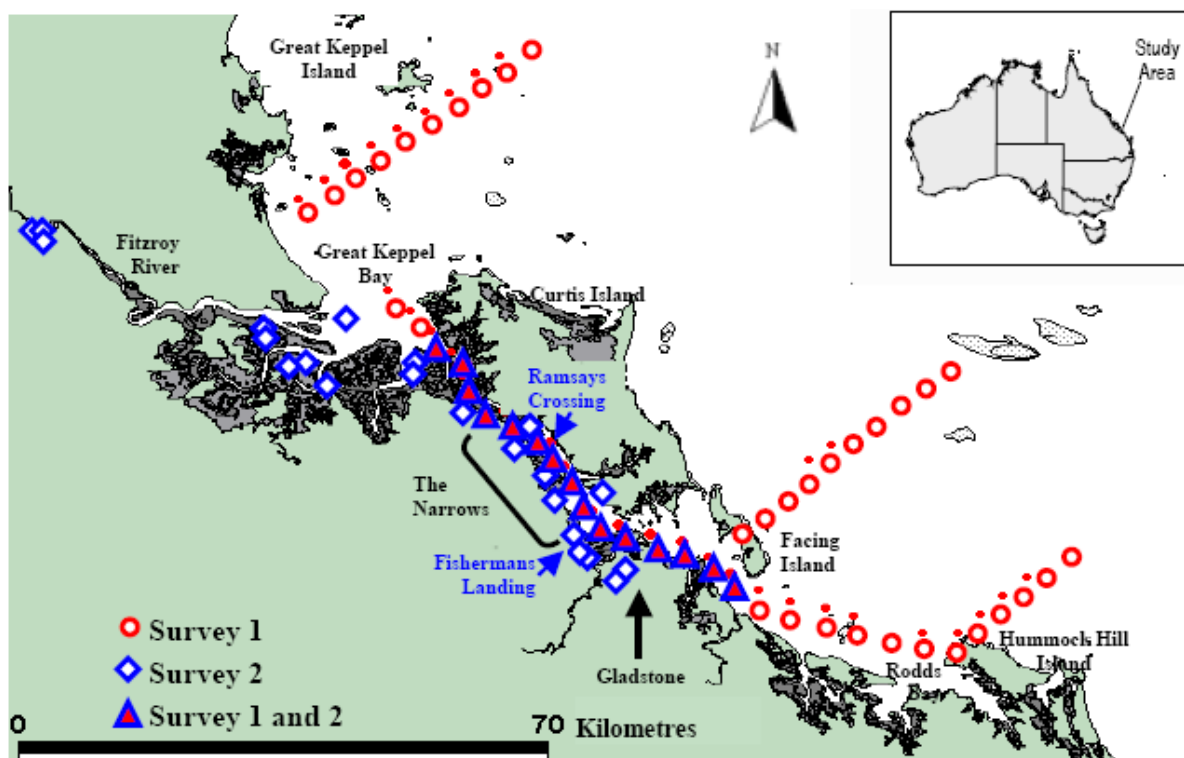 Great Keppel
Island
N
Study
Area
Fitzroy
River
Great Keppel
Bay
Curtis Island
Ramsays
Crossing
The
Narrows
Fishermans
Landing
Facing
Island
Gladstone
Hummock Hill
Island
Rodds
Bay
Survey 1
Survey 2
Survey 1 and 2
0
70 Kilometres